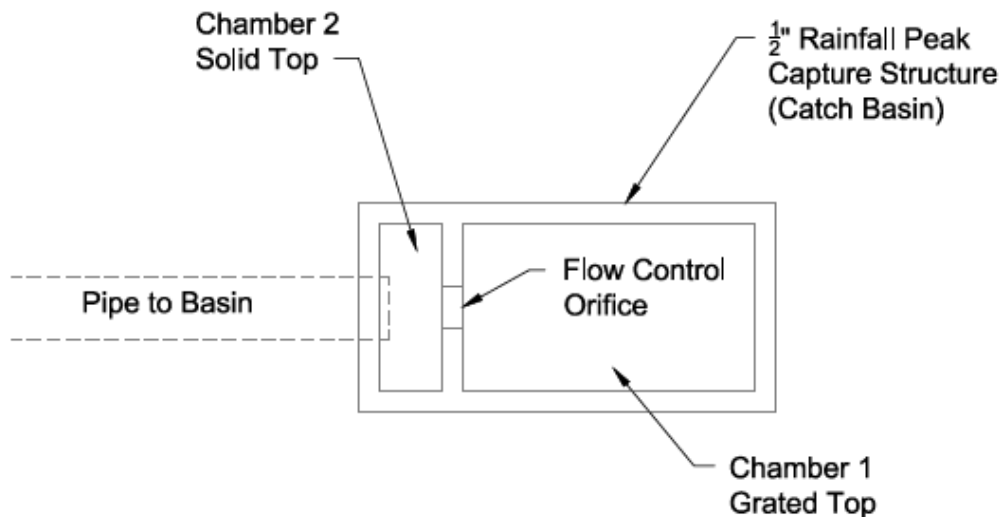 Chamber 2
Solid Top
½" Rainfall Peak
Capture Structure
(Catch Basin)
Pipe to Basin
Flow Control
Orifice
Chamber 1
Grated Top